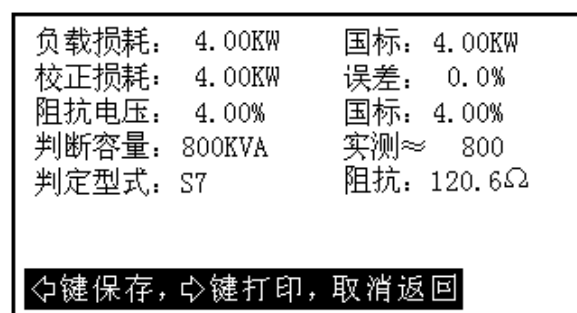 负载损耗： 4.00KW 国标：4.00KW
校正损耗： 4.00KW 误差： 0.0%
阻抗电压： 4.00% 国标：4.00%
判断容量：800KVA 实测≈ 800
判定型式：S7 阻抗：120.6Ω
⇦键保存，⇨键打印，取消返回